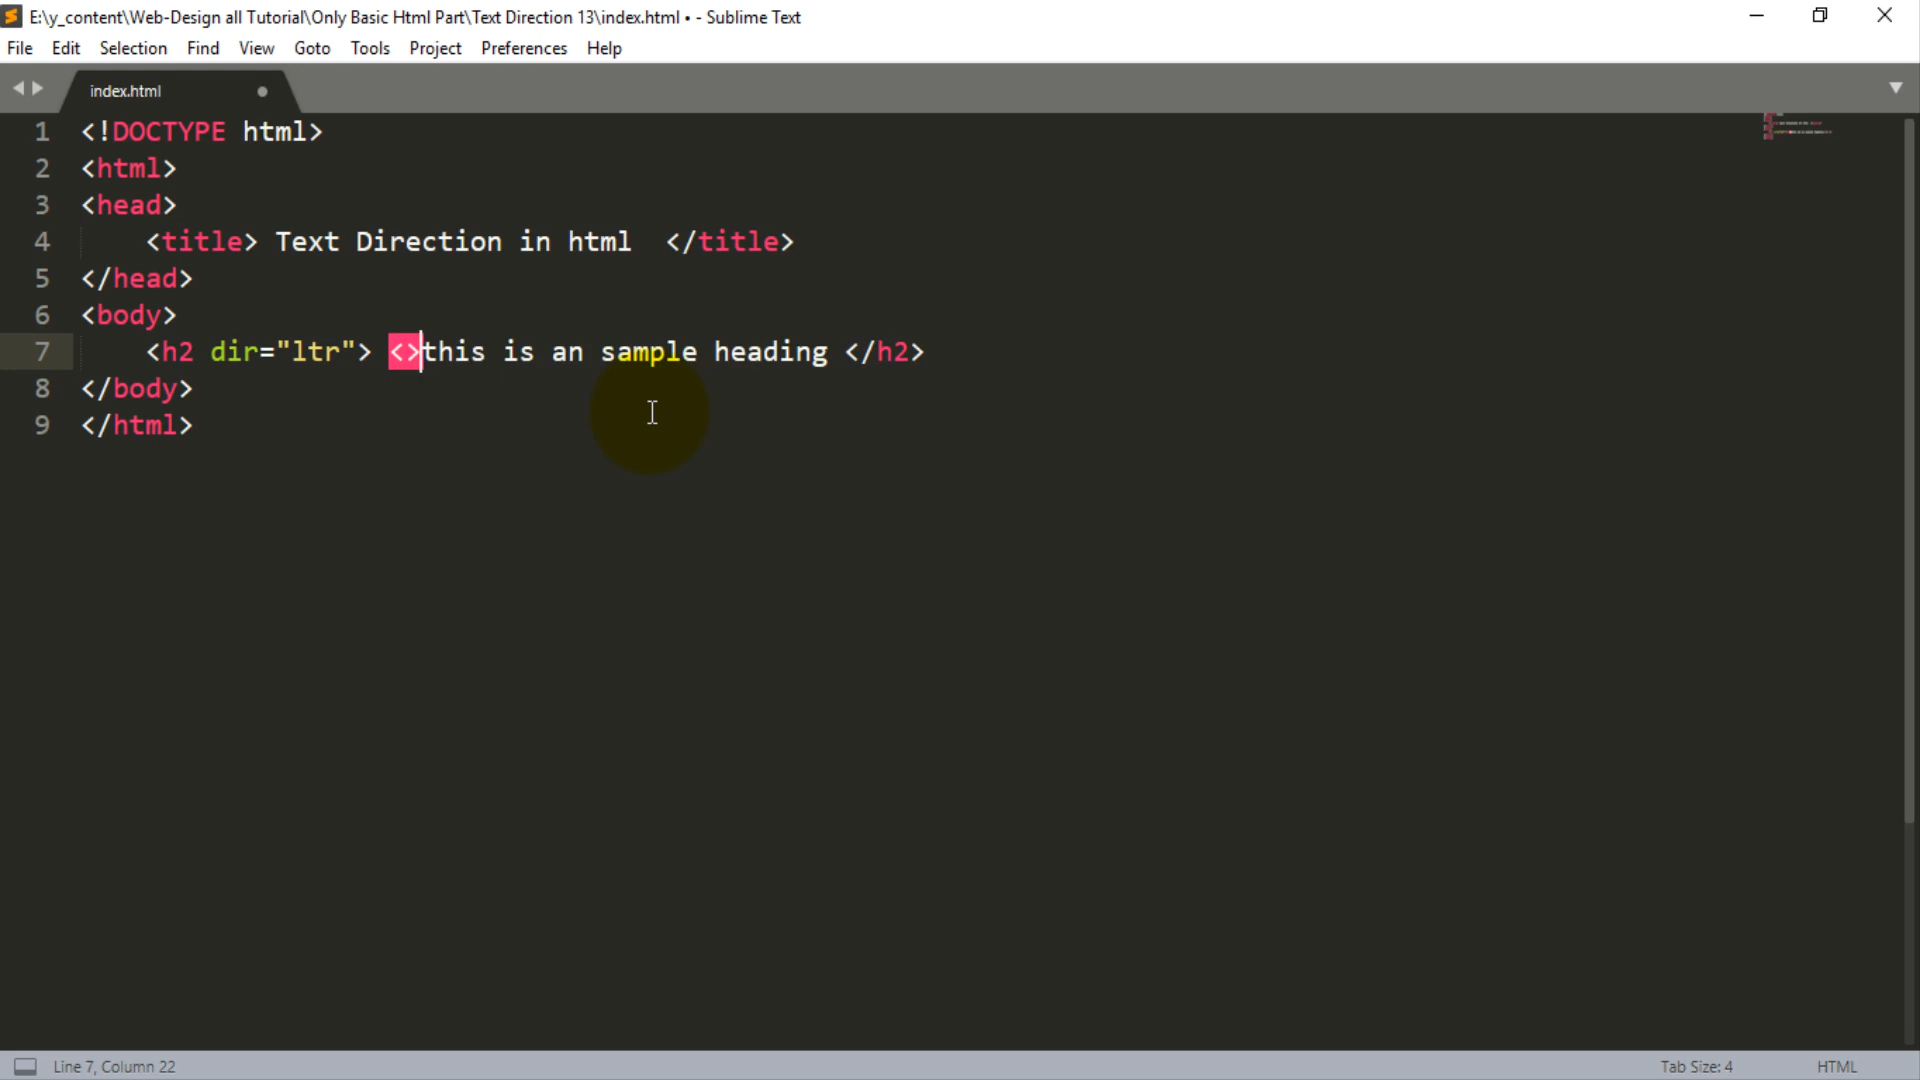 E:\y_content\Web-Design all Tutorial\Only Basic Html Part\Text Direction 13\index.html • - Sublime Text
File Edit Selection Find View Goto Tools Project Preferences Help
index.html
1 <!DOCTYPE html>
2 <html>
3 <head>
4 <title> Text Direction in html </title>
5 </head>
6 <body>
7 <h2 dir="ltr"> <>this is an sample heading </h2>
8 </body>
9 </html>
Line 7, Column 22 Tab Size: 4 HTML